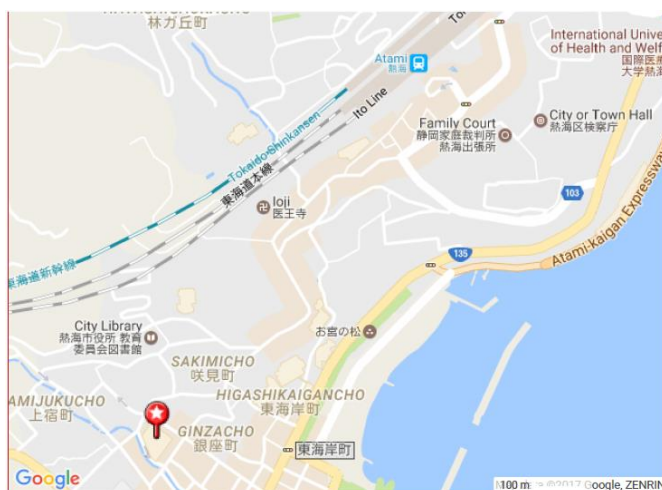 林ガ丘町
Atami
熱海
International Unive
of Health and Welf
国際医療
大学熱海
Ito Line
Tokaido Shinkansen
東海道本線
Family Court
静岡家庭裁判所
熱海出張所
City or Town Hall
熱海区検察庁
103
Ioji
医王寺
卍
135
Atami-kaigan Expressway
東海道新幹線
City Library
熱海市役所 教育
委員会図書館
お宮の松
SAKIMICHO
咲見町
HIGASHIKAIGANCHO
東海岸町
AMIJUKUCHO
上宿町
GINZACHO
銀座町
東海岸町
Google
100 m
©2017 Google, ZENRIN